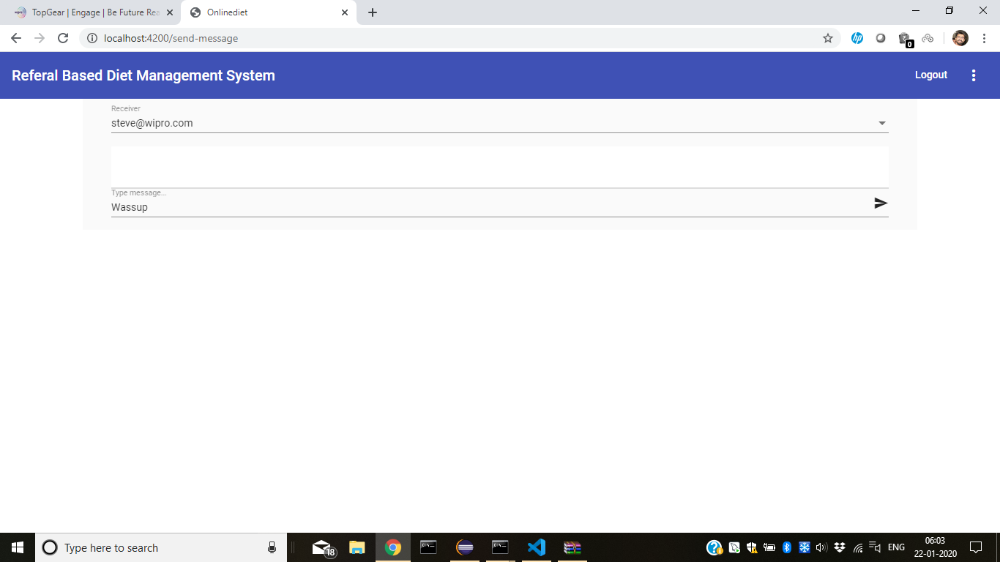 TopGear | Engage | Be Future Rea
Onlinediet
localhost:4200/send-message
0
Referal Based Diet Management System
Logout
Receiver
steve@wipro.com
Type message...
Wassup
Type here to search
18
ENG
06:03
22-01-2020